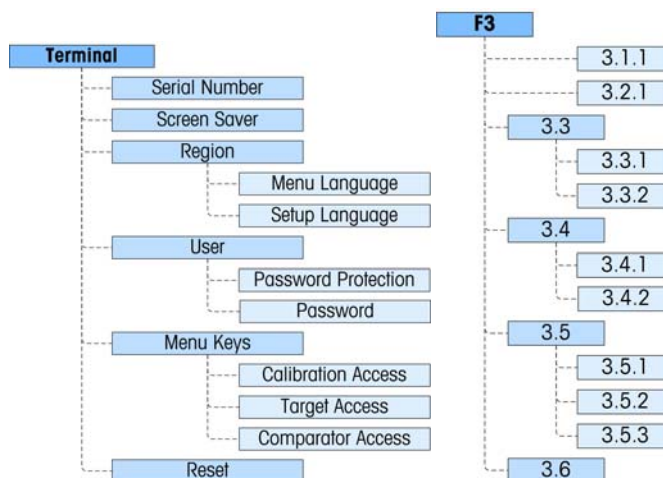 Terminal
Serial Number
Screen Saver
Region
Menu Language
Setup Language
User
Password Protection
Password
Menu Keys
Calibration Access
Target Access
Comparator Access
Reset
F3
3.1.1
3.2.1
3.3
3.3.1
3.3.2
3.4
3.4.1
3.4.2
3.5
3.5.1
3.5.2
3.5.3
3.6